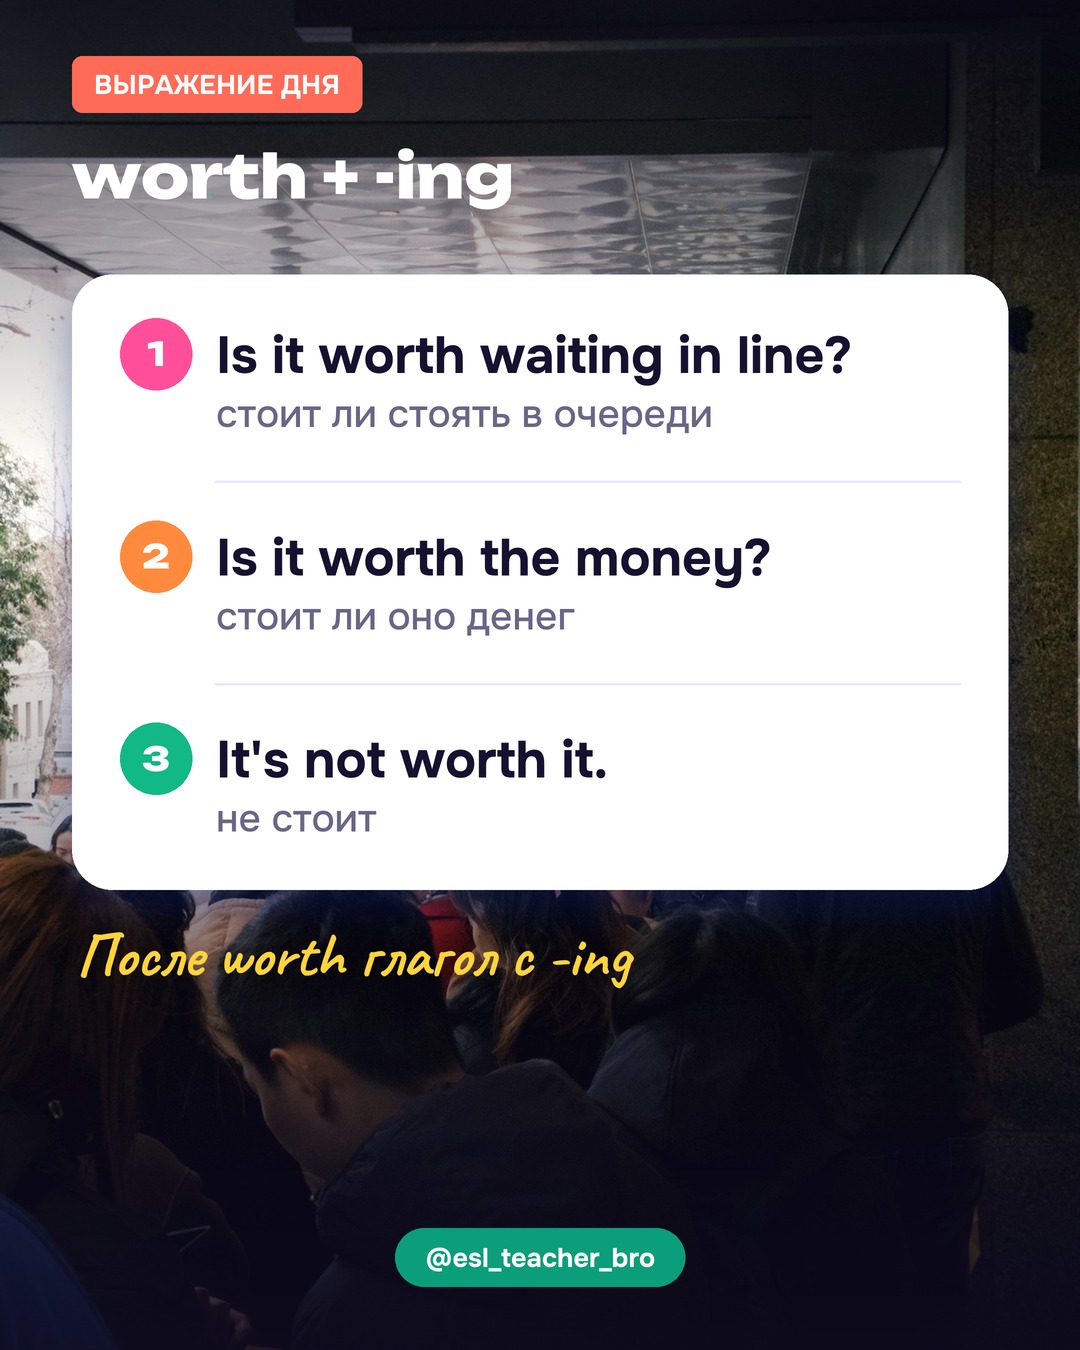 ВЫРАЖЕНИЕ ДНЯ
worth + -ing
1 Is it worth waiting in line?
стоит ли стоять в очереди
2 Is it worth the money?
стоит ли оно денег
3 It's not worth it.
не стоит
После worth глагол с -ing
@esl_teacher_bro